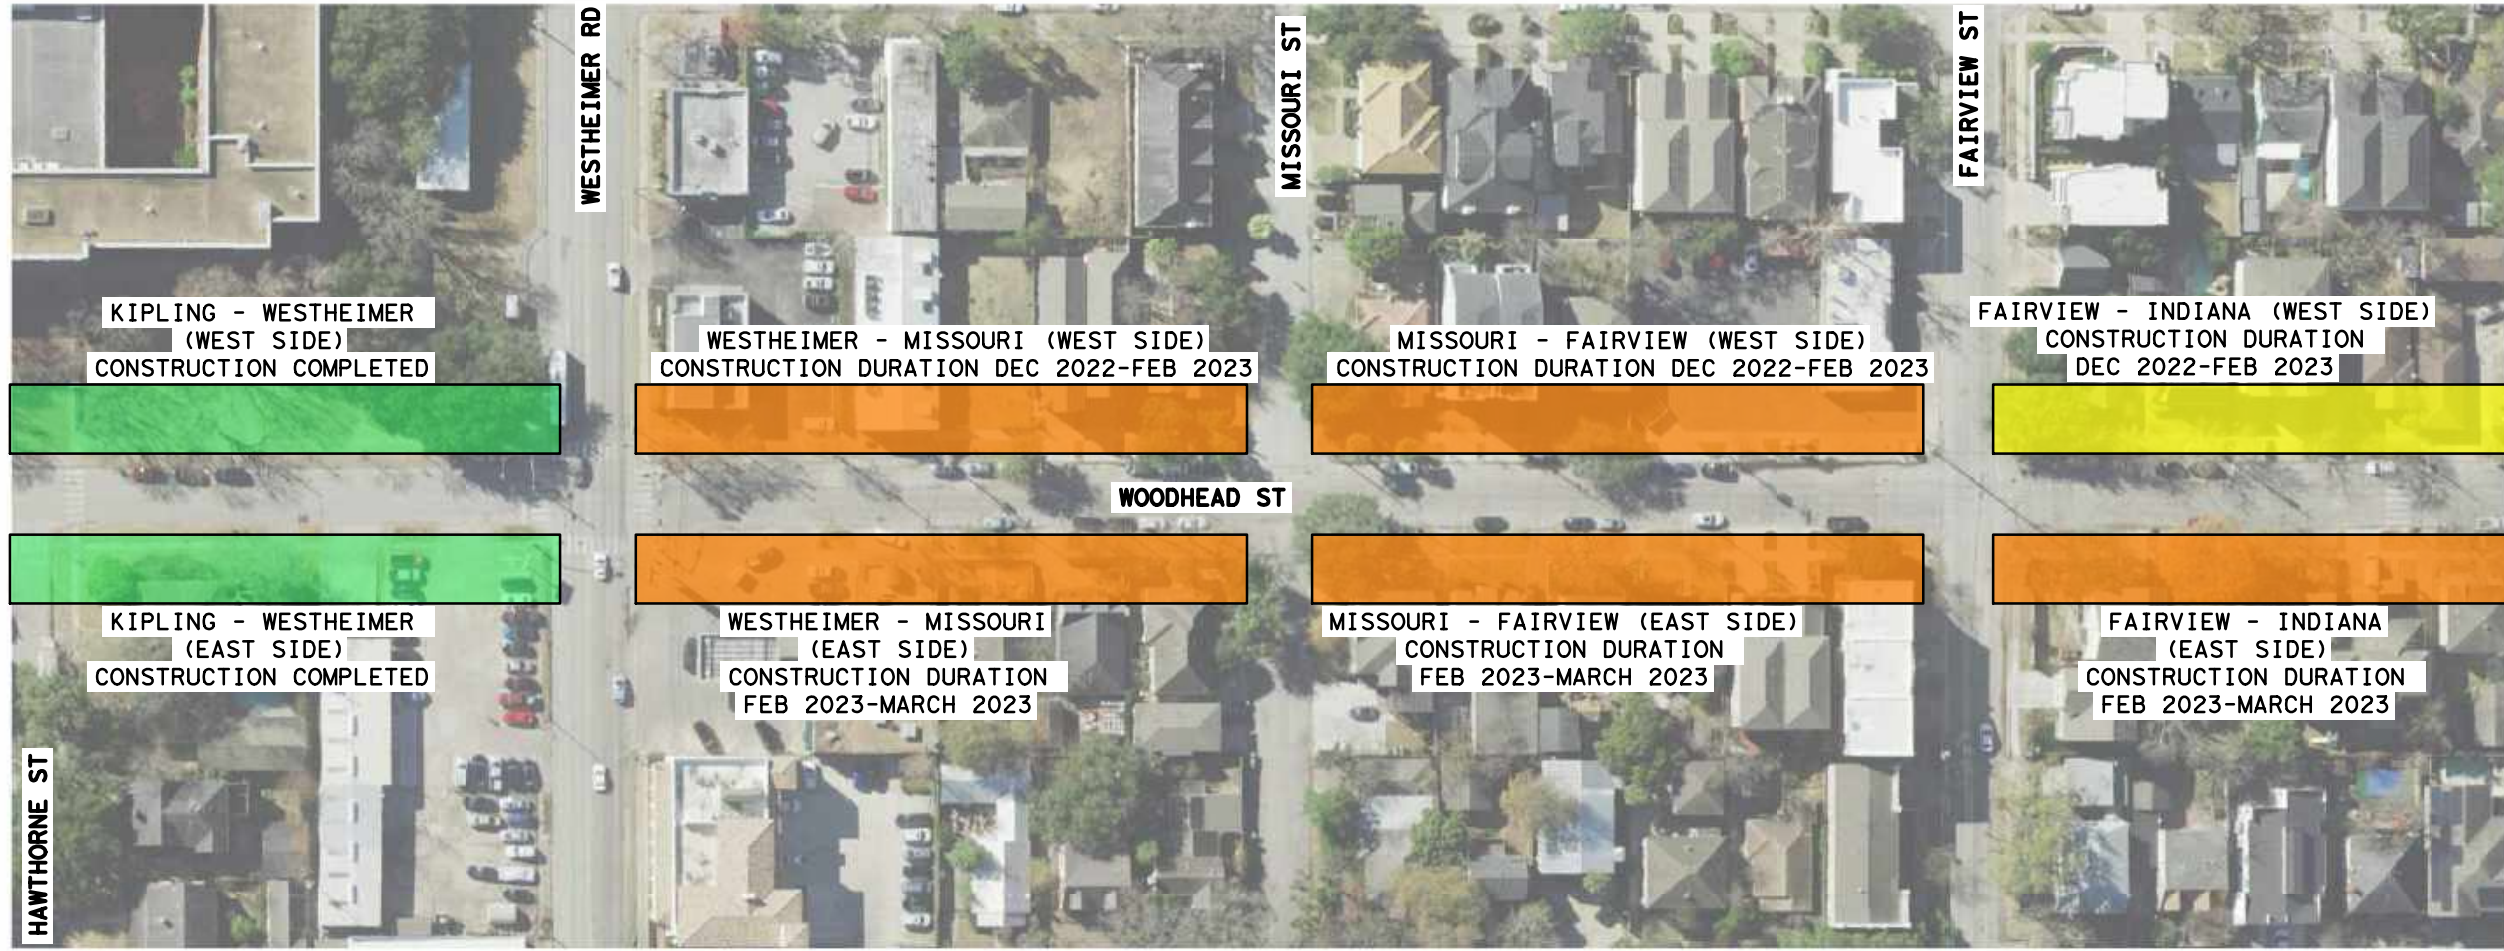 WESTHEIMER RD
MISSOURI ST
FAIRVIEW ST
KIPLING - WESTHEIMER
(WEST SIDE)
CONSTRUCTION COMPLETED
WESTHEIMER - MISSOURI (WEST SIDE)
CONSTRUCTION DURATION DEC 2022-FEB 2023
MISSOURI - FAIRVIEW (WEST SIDE)
CONSTRUCTION DURATION DEC 2022-FEB 2023
FAIRVIEW - INDIANA (WEST SIDE)
CONSTRUCTION DURATION
DEC 2022-FEB 2023
WOODHEAD ST
KIPLING - WESTHEIMER
(EAST SIDE)
CONSTRUCTION COMPLETED
WESTHEIMER - MISSOURI
(EAST SIDE)
CONSTRUCTION DURATION
FEB 2023-MARCH 2023
MISSOURI - FAIRVIEW (EAST SIDE)
CONSTRUCTION DURATION
FEB 2023-MARCH 2023
FAIRVIEW - INDIANA
(EAST SIDE)
CONSTRUCTION DURATION
FEB 2023-MARCH 2023
HAWTHORNE ST